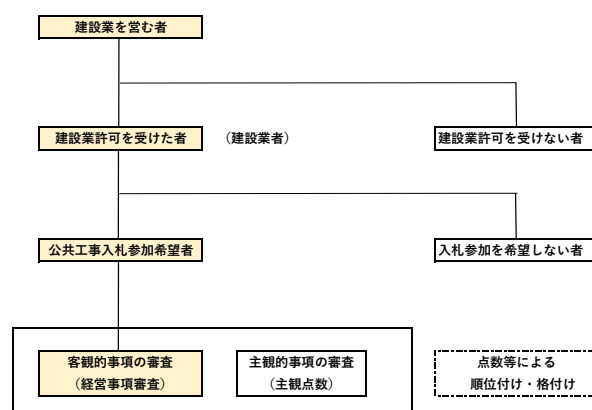 建設業を営む者
建設業許可を受けた者 （建設業者） 建設業許可を受けない者
公共工事入札参加希望者 入札参加を希望しない者
客観的事項の審査
（経営事項審査）
主観的事項の審査
（主観点数）
点数等による
順位付け・格付け